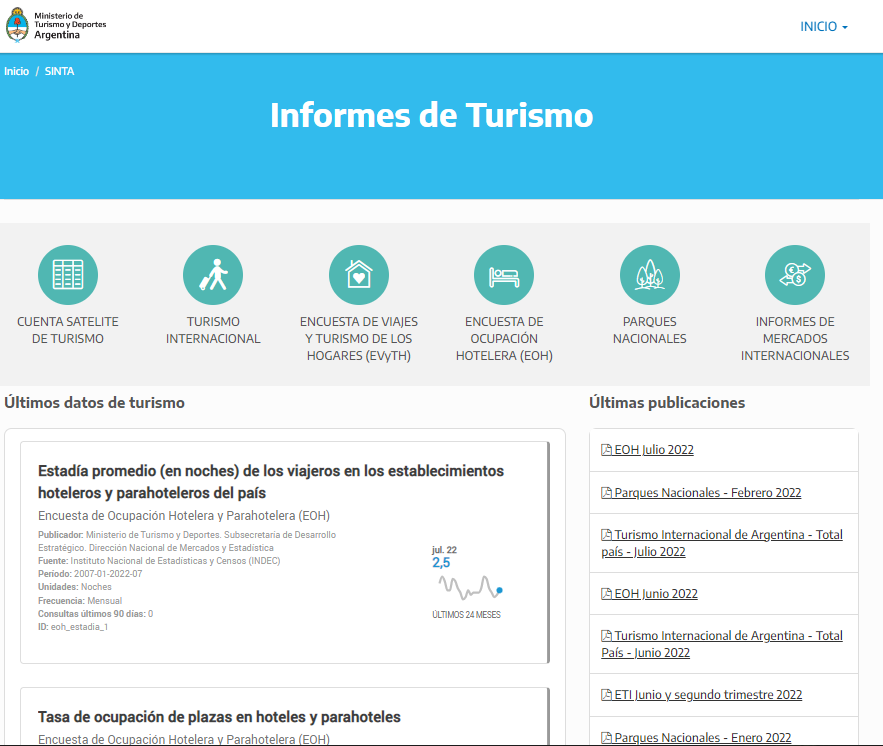 Ministerio de
Turismo y Deportes
Argentina
INICIO
Inicio / SINTA
Informes de Turismo
CUENTA SATELITE
DE TURISMO
TURISMO
INTERNACIONAL
ENCUESTA DE VIAJES
Y TURISMO DE LOS
HOGARES (EVyTH)
ENCUESTA DE
OCUPACIÓN
HOTELERA (EOH)
PARQUES
NACIONALES
INFORMES DE
MERCADOS
INTERNACIONALES
Últimos datos de turismo
Estadía promedio (en noches) de los viajeros en los establecimientos
hoteleros y parahoteleros del país
Encuesta de Ocupación Hotelera y Parahotelera (EOH)
Publicador: Ministerio de Turismo y Deportes. Subsecretaría de Desarrollo
Estratégico. Dirección Nacional de Mercados y Estadística
Fuente: Instituto Nacional de Estadísticas y Censos (INDEC)
Período: 2007-01-2022-07
Unidades: Noches
Frecuencia: Mensual
Consultas últimos 90 días: 0
ID: eoh_estadia_1
jul. 22
2,5
ÚLTIMOS 24 MESES
Tasa de ocupación de plazas en hoteles y parahoteles
Encuesta de Ocupación Hotelera y Parahotelera (EOH)
Últimas publicaciones
EOH Julio 2022
Parques Nacionales - Febrero 2022
Turismo Internacional de Argentina - Total
país - Julio 2022
EOH Junio 2022
Turismo Internacional de Argentina - Total
País - Junio 2022
ETI Junio y segundo trimestre 2022
Parques Nacionales - Enero 2022